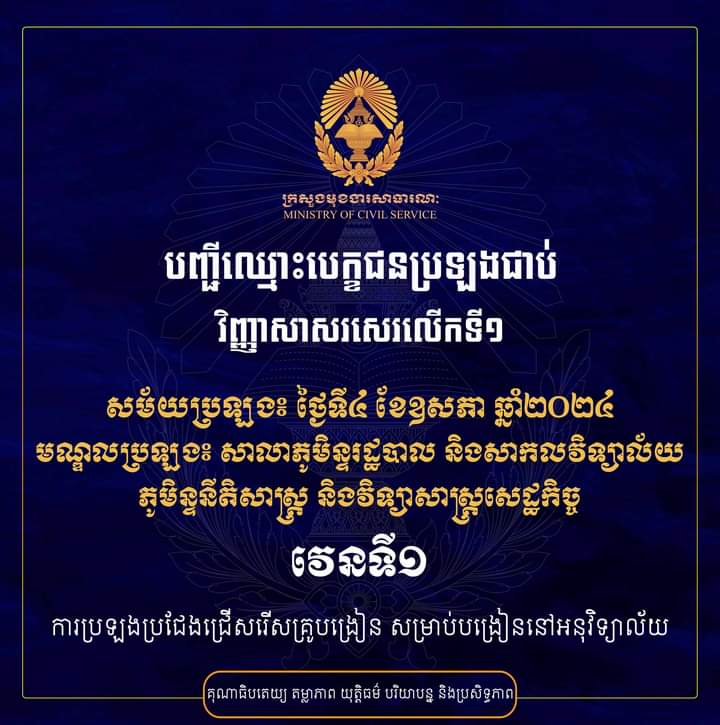 ក្រសួងមុខងារសាធារណៈ
MINISTRY OF CIVIL SERVICE
បញ្ជីឈ្មោះបេក្ខជនប្រឡងជាប់
វិញ្ញាសាសរសេរលើកទី១
សម័យប្រឡង៖ ថ្ងៃទី៤ ខែឧសភា ឆ្នាំ២០២៤
មណ្ឌលប្រឡង៖ សាលាភូមិន្ទរដ្ឋបាល និងសាកលវិទ្យាល័យ
ភូមិន្ទនីតិសាស្ត្រ និងវិទ្យាសាស្ត្រសេដ្ឋកិច្ច
វេនទី១
ការប្រឡងប្រជែងជ្រើសរើសគ្រូបង្រៀន សម្រាប់បង្រៀននៅអនុវិទ្យាល័យ
គុណាធិបតេយ្យ តម្លាភាព យុត្តិធម៌ បរិយាបន្ន និងប្រសិទ្ធភាព